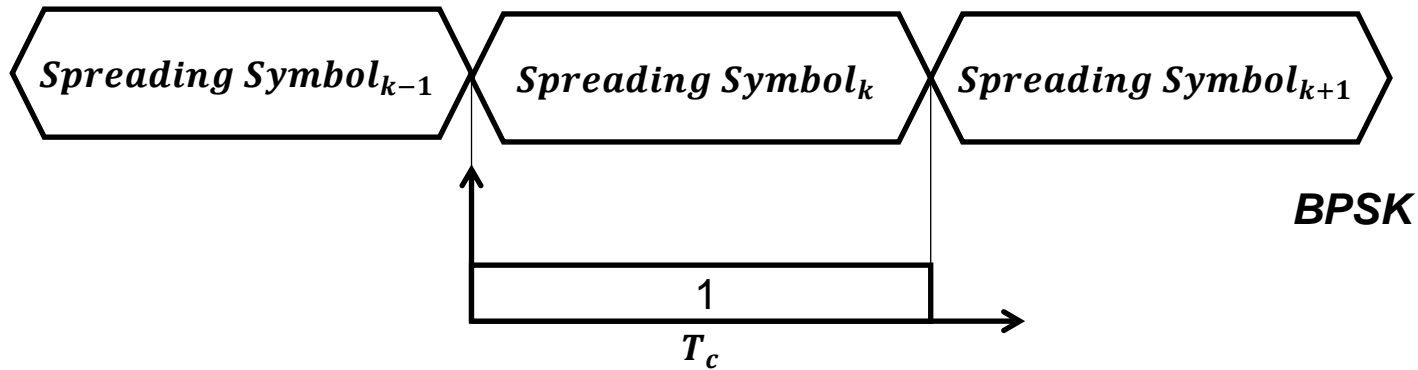 Spreading Symbol_{k-1} Spreading Symbol_k Spreading Symbol_{k+1}
BPSK
1
T_c